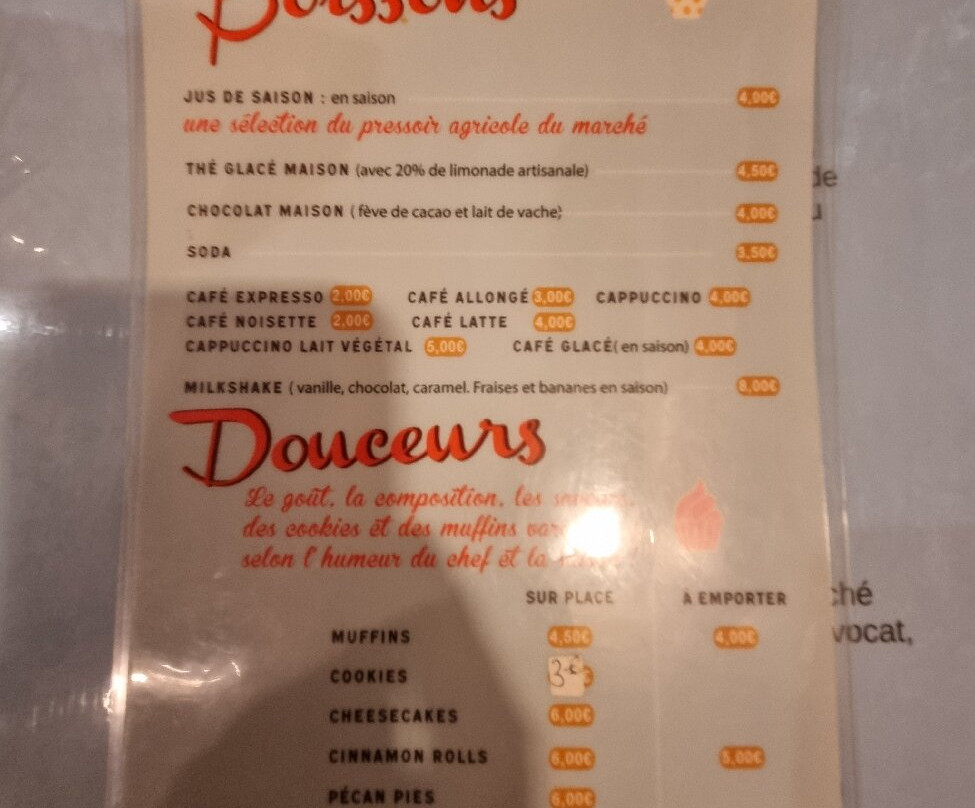 Boissons
JUS DE SAISON : en saison 4,00€
une sélection du pressoir agricole du marché
THÉ GLACÉ MAISON (avec 20% de limonade artisanale) 4,50€
de
CHOCOLAT MAISON ( fève de cacao et lait de vache) 4,00€
u
SODA 3,50€
CAFÉ EXPRESSO 2,00€ CAFÉ ALLONGÉ 3,00€ CAPPUCCINO 4,00€
CAFÉ NOISETTE 2,00€ CAFÉ LATTE 4,00€
CAPPUCCINO LAIT VÉGÉTAL 5,00€ CAFÉ GLACÉ( en saison) 4,00€
MILKSHAKE ( vanille, chocolat, caramel. Fraises et bananes en saison) 8,00€
Douceurs
Le goût, la composition, les
des cookies et des muffins
selon l'humeur du chef et la
SUR PLACE À EMPORTER
ché
MUFFINS 4,50€ 4,00€
vocat,
COOKIES 3€
CHEESECAKES 6,00€
CINNAMON ROLLS 6,00€ 5,00€
PÉCAN PIES 6,00€